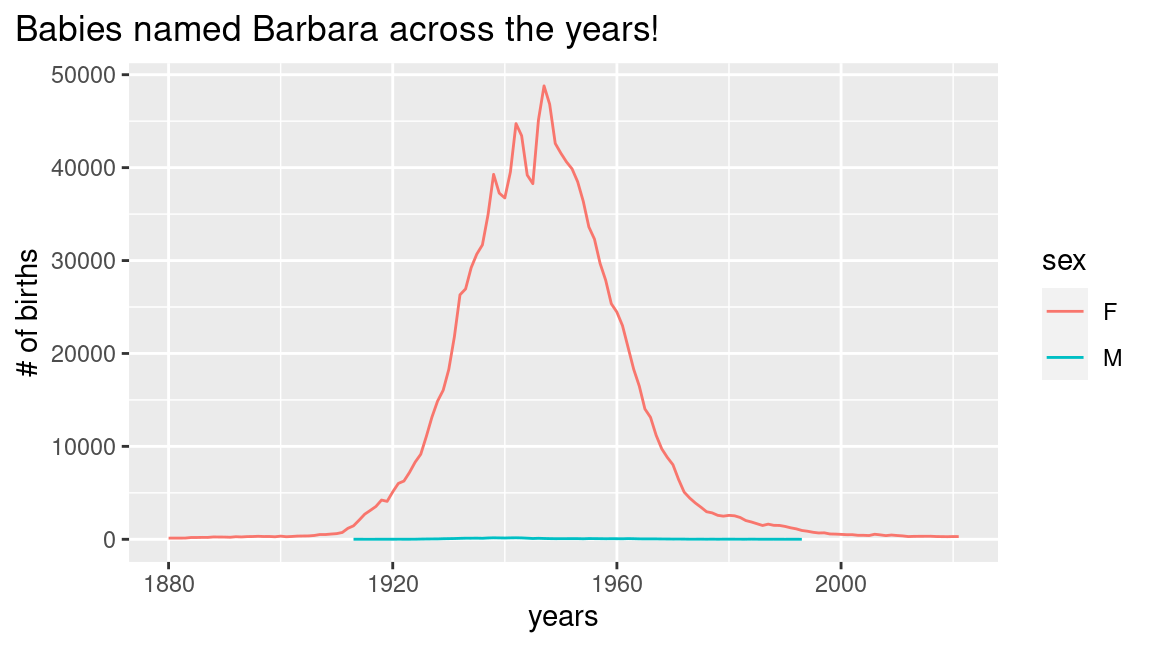 Babies named Barbara across the years!
50000
40000
30000
20000
10000
0
# of births
1880
1920
1960
2000
years
sex
F
M